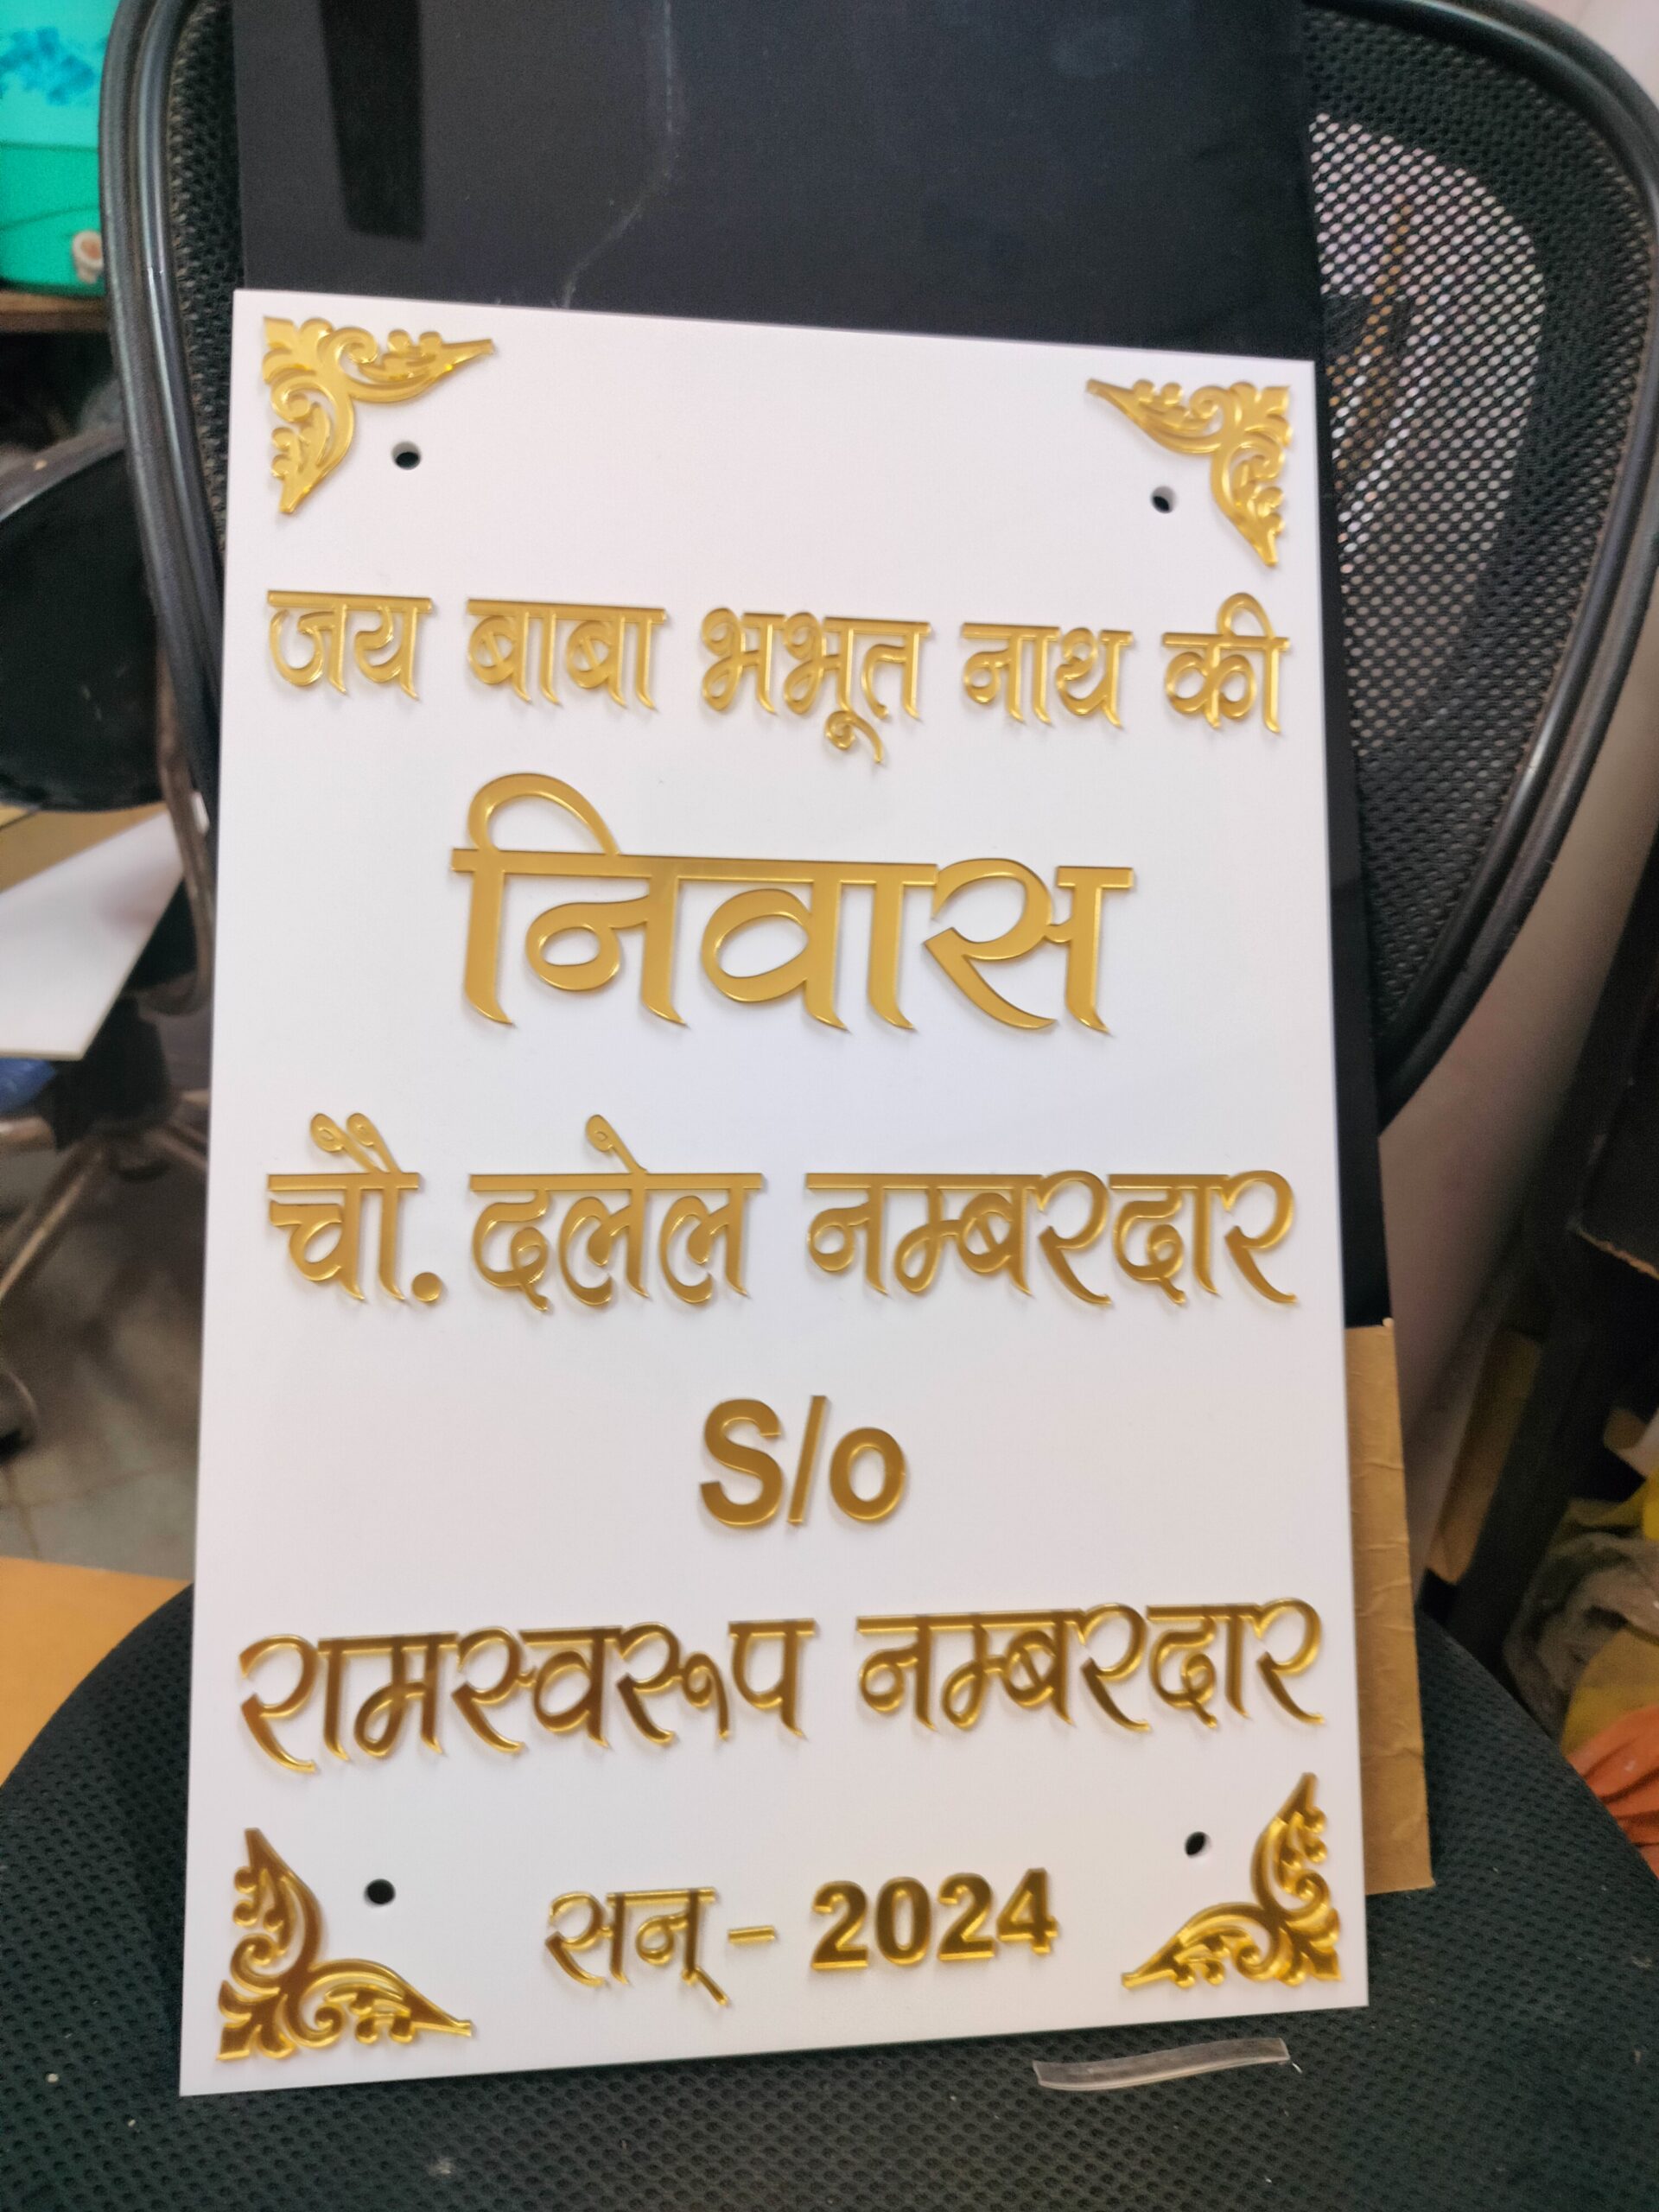 जय बाबा भभूत नाथ की
निवास
चौ. दलेल नम्बरदार
S/o
रामस्वरूप नम्बरदार
सन् - 2024